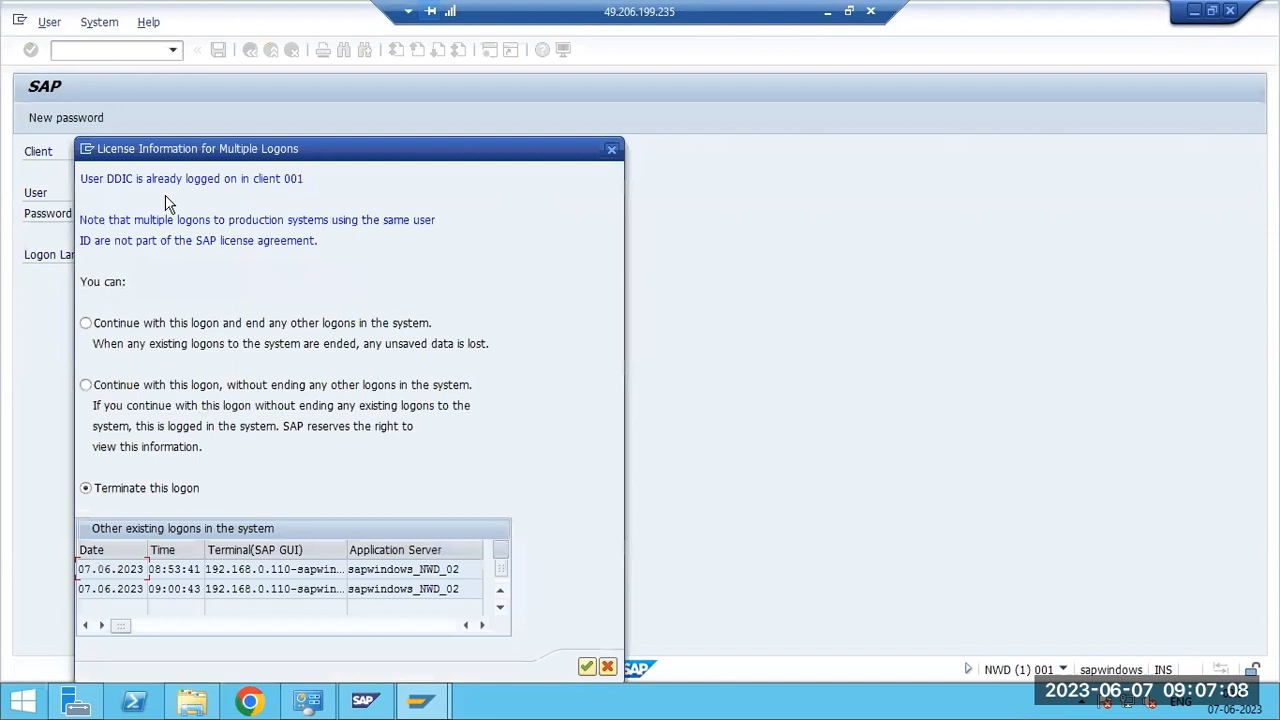 49.206.199.235
User System Help
SAP
New password
Client
User
Password
Logon Lan
License Information for Multiple Logons
User DDIC is already logged on in client 001
Note that multiple logons to production systems using the same user
ID are not part of the SAP license agreement.
You can:
Continue with this logon and end any other logons in the system.
When any existing logons to the system are ended, any unsaved data is lost.
Continue with this logon, without ending any other logons in the system.
If you continue with this logon without ending any existing logons to the
system, this is logged in the system. SAP reserves the right to
view this information.
Terminate this logon
Other existing logons in the system
Date Time Terminal(SAP GUI) Application Server
07.06.2023 08:53:41 192.168.0.110-sapwin... sapwindows_NWD_02
07.06.2023 09:00:43 192.168.0.110-sapwin... sapwindows_NWD_02
SAP
NWD (1) 001 sapwindows INS
SAP
2023-06-07 09:07:08
ENG
07-06-2023